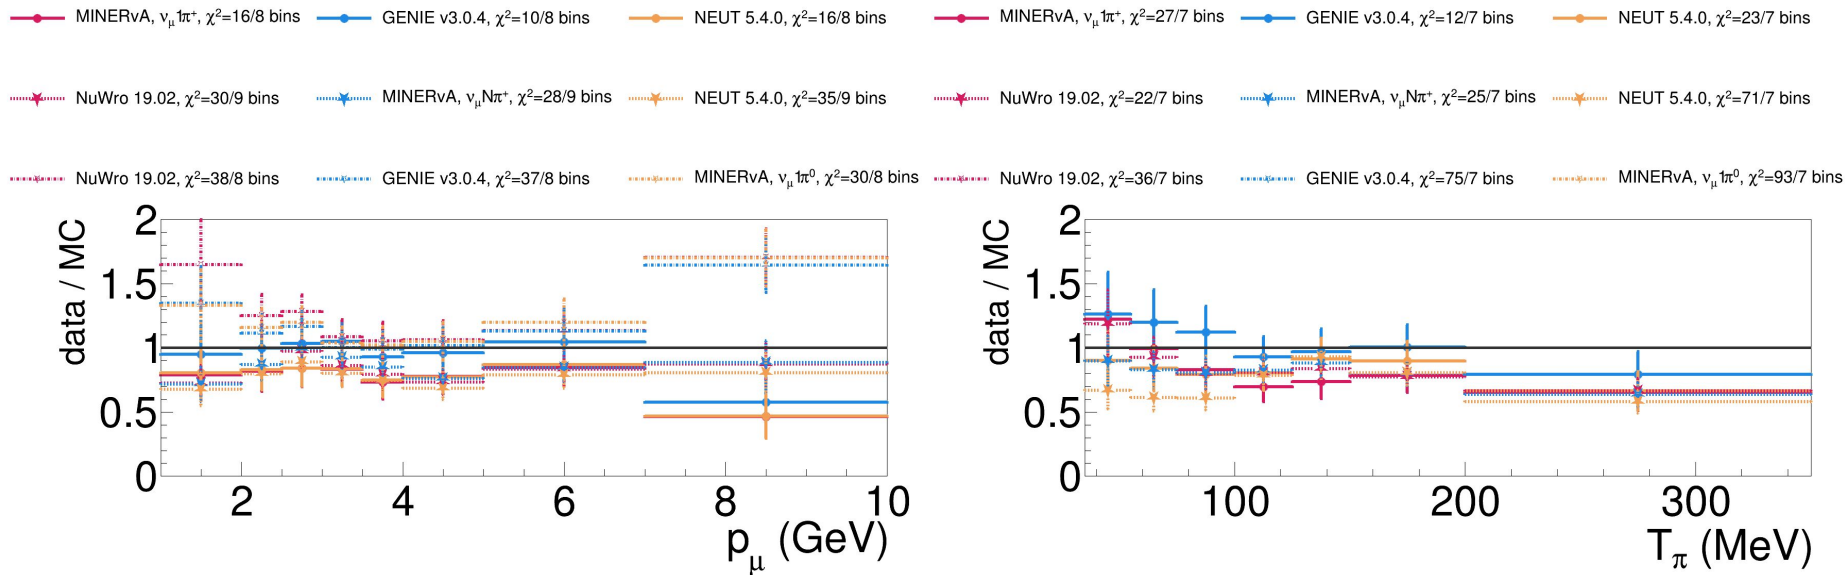 MINERvA, νμ1π⁺, χ²=16/8 bins
GENIE v3.0.4, χ²=10/8 bins
NEUT 5.4.0, χ²=16/8 bins
NuWro 19.02, χ²=30/9 bins
MINERvA, νμNπ⁺, χ²=28/9 bins
NEUT 5.4.0, χ²=35/9 bins
NuWro 19.02, χ²=38/8 bins
GENIE v3.0.4, χ²=37/8 bins
MINERvA, νμ1π⁰, χ²=30/8 bins
data / MC
2
1.5
1
0.5
0
2
4
6
8
10
pμ (GeV)
MINERvA, νμ1π⁺, χ²=27/7 bins
GENIE v3.0.4, χ²=12/7 bins
NEUT 5.4.0, χ²=23/7 bins
NuWro 19.02, χ²=22/7 bins
MINERvA, νμNπ⁺, χ²=25/7 bins
NEUT 5.4.0, χ²=71/7 bins
NuWro 19.02, χ²=36/7 bins
GENIE v3.0.4, χ²=75/7 bins
MINERvA, νμ1π⁰, χ²=93/7 bins
data / MC
2
1.5
1
0.5
0
100
200
300
Tπ (MeV)